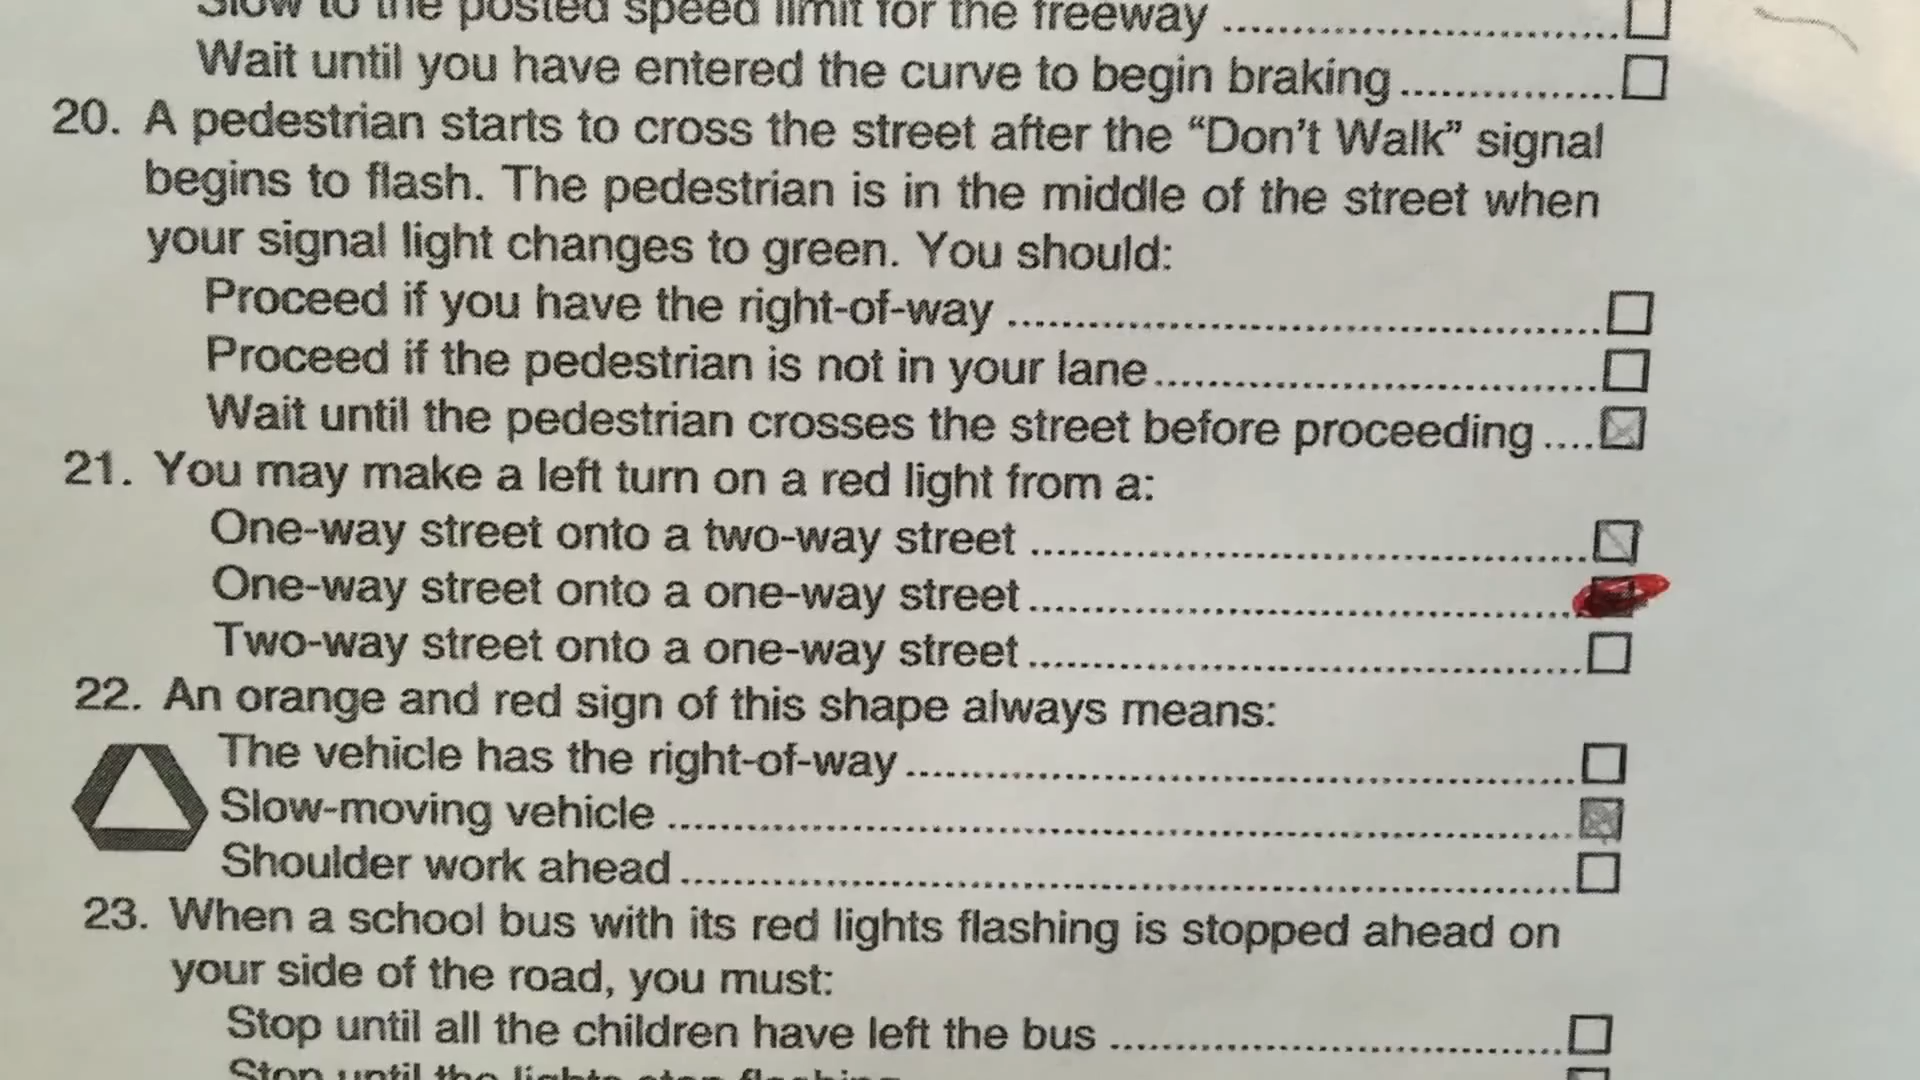 Slow to the posted speed limit for the freeway
Wait until you have entered the curve to begin braking
20. A pedestrian starts to cross the street after the “Don’t Walk” signal
begins to flash. The pedestrian is in the middle of the street when
your signal light changes to green. You should:
Proceed if you have the right-of-way
Proceed if the pedestrian is not in your lane
Wait until the pedestrian crosses the street before proceeding
21. You may make a left turn on a red light from a:
One-way street onto a two-way street
One-way street onto a one-way street
Two-way street onto a one-way street
22. An orange and red sign of this shape always means:
The vehicle has the right-of-way
Slow-moving vehicle
Shoulder work ahead
23. When a school bus with its red lights flashing is stopped ahead on
your side of the road, you must:
Stop until all the children have left the bus
Stop until the lights stop flashing